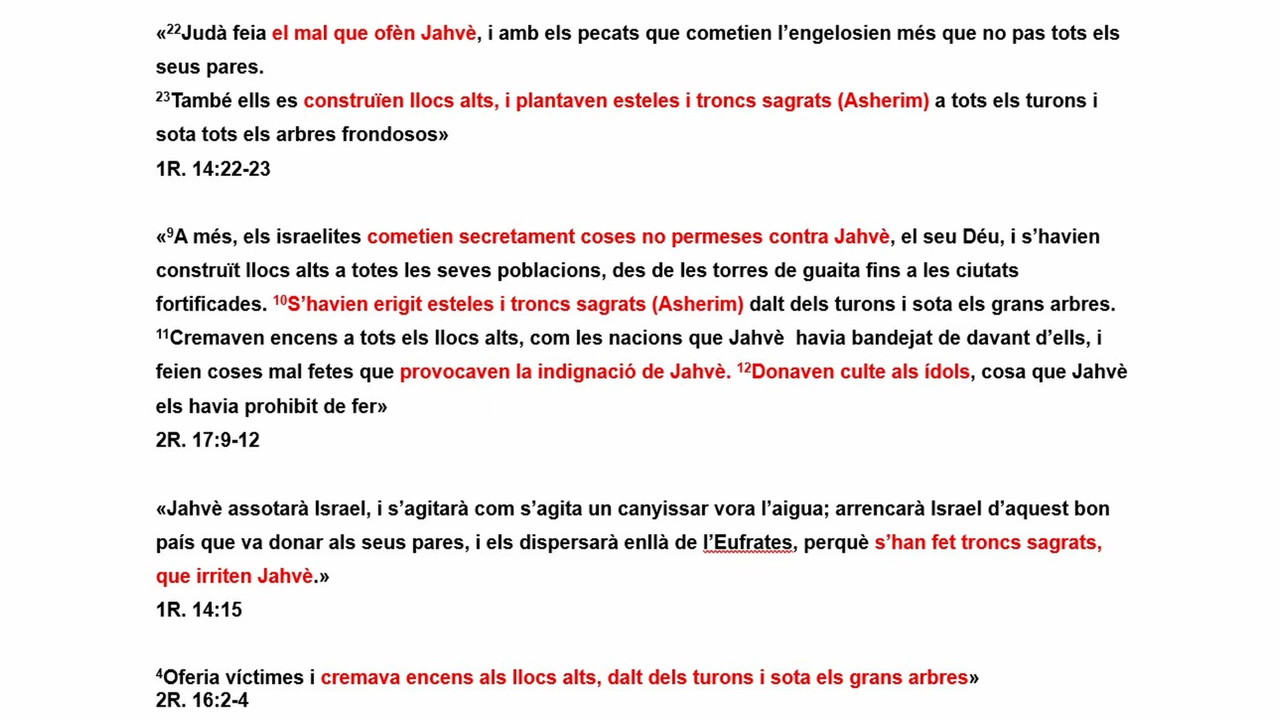 «²²Judà feia el mal que ofèn Jahvè, i amb els pecats que cometien l’engelosien més que no pas tots els
seus pares.
²³També ells es construïen llocs alts, i plantaven esteles i troncs sagrats (Asherim) a tots els turons i
sota tots els arbres frondosos»
1R. 14:22-23
«⁹A més, els israelites cometien secretament coses no permeses contra Jahvè, el seu Déu, i s’havien
construït llocs alts a totes les seves poblacions, des de les torres de guaita fins a les ciutats
fortificades. ¹⁰S’havien erigit esteles i troncs sagrats (Asherim) dalt dels turons i sota els grans arbres.
¹¹Cremaven encens a tots els llocs alts, com les nacions que Jahvè  havia bandejat de davant d’ells, i
feien coses mal fetes que provocaven la indignació de Jahvè. ¹²Donaven culte als ídols, cosa que Jahvè
els havia prohibit de fer»
2R. 17:9-12
«Jahvè assotarà Israel, i s’agitarà com s’agita un canyissar vora l’aigua; arrencarà Israel d’aquest bon
país que va donar als seus pares, i els dispersarà enllà de l’Eufrates, perquè s’han fet troncs sagrats,
que irriten Jahvè.»
1R. 14:15
⁴Oferia víctimes i cremava encens als llocs alts, dalt dels turons i sota els grans arbres»
2R. 16:2-4